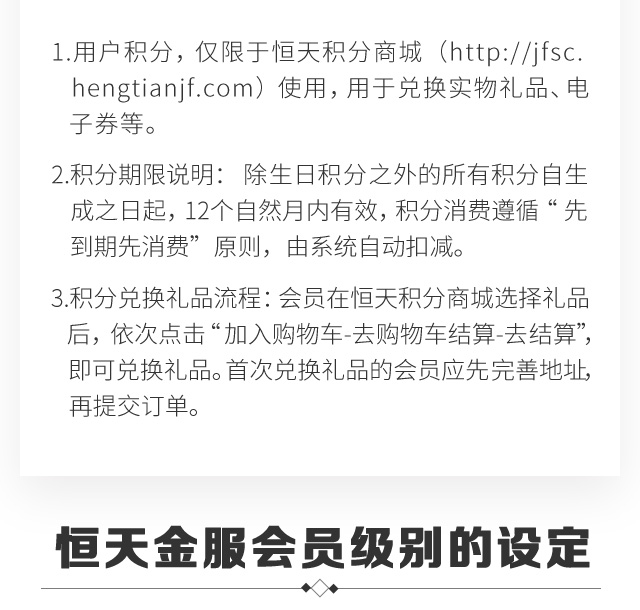 1.用户积分，仅限于恒天积分商城（http://jfsc.
hengtianjf.com）使用，用于兑换实物礼品、电
子券等。
2.积分期限说明： 除生日积分之外的所有积分自生
成之日起，12个自然月内有效，积分消费遵循“ 先
到期先消费”原则，由系统自动扣减。
3.积分兑换礼品流程：会员在恒天积分商城选择礼品
后，依次点击“加入购物车-去购物车结算-去结算”，
即可兑换礼品。首次兑换礼品的会员应先完善地址，
再提交订单。
恒天金服会员级别的设定